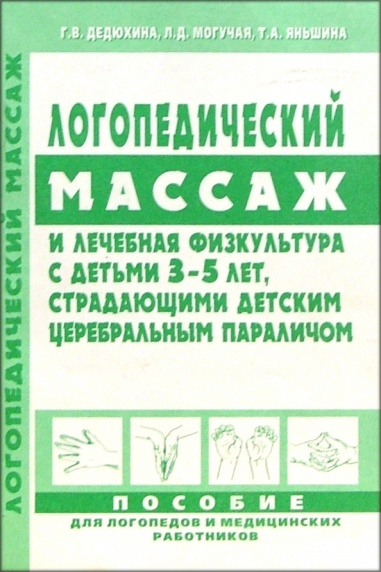 Г.В. ДЕДЮХИНА, Л.Д. МОГУЧАЯ, Т.А. ЯНЬШИНА
ЛОГОПЕДИЧЕСКИЙ
МАССАЖ
И ЛЕЧЕБНАЯ ФИЗКУЛЬТУРА
С ДЕТЬМИ 3-5 ЛЕТ,
СТРАДАЮЩИМИ ДЕТСКИМ
ЦЕРЕБРАЛЬНЫМ ПАРАЛИЧОМ
ПОСОБИЕ
ДЛЯ ЛОГОПЕДОВ И МЕДИЦИНСКИХ
РАБОТНИКОВ
ЛОГОПЕДИЧЕСКИЙ МАССАЖ